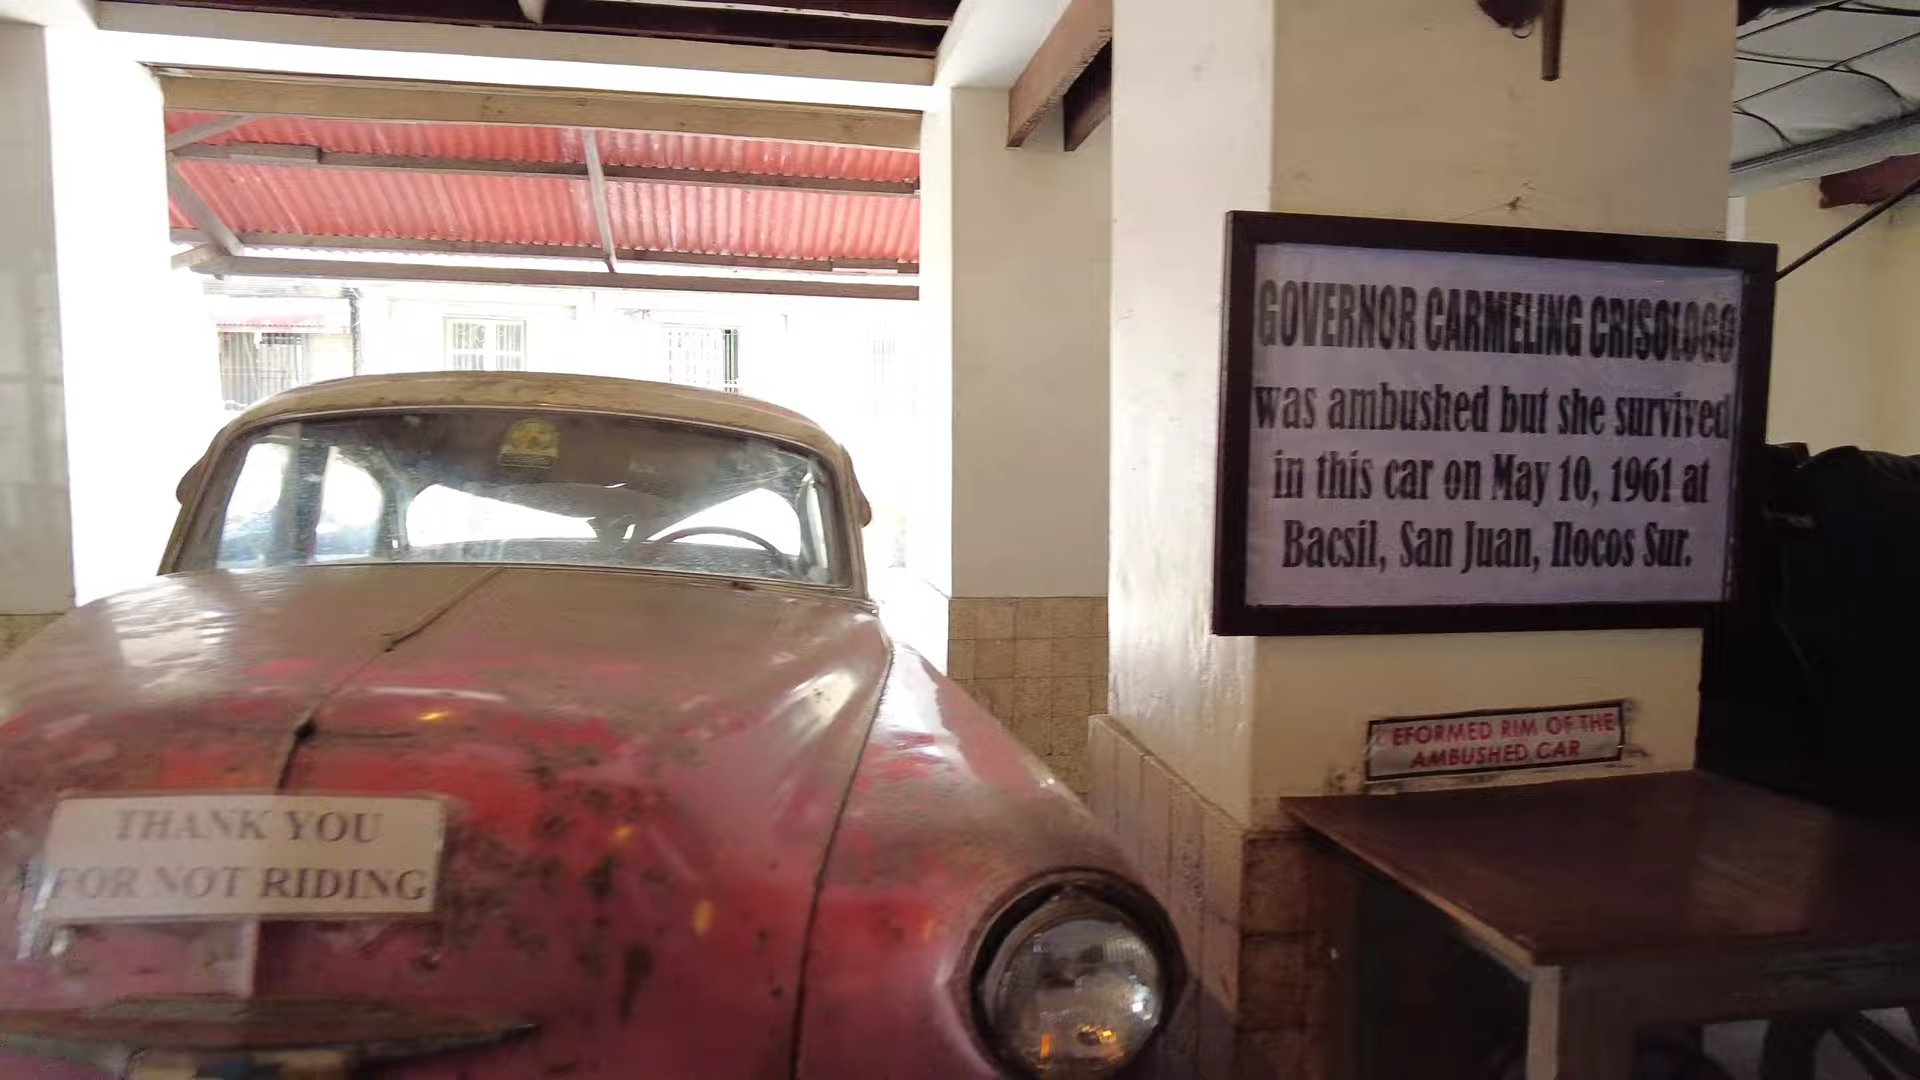 GOVERNOR CARMELING CRISOLOGO
was ambushed but she survived
in this car on May 10, 1961 at
Bacsil, San Juan, Ilocos Sur.
DEFORMED RIM OF THE
AMBUSHED CAR
THANK YOU
FOR NOT RIDING